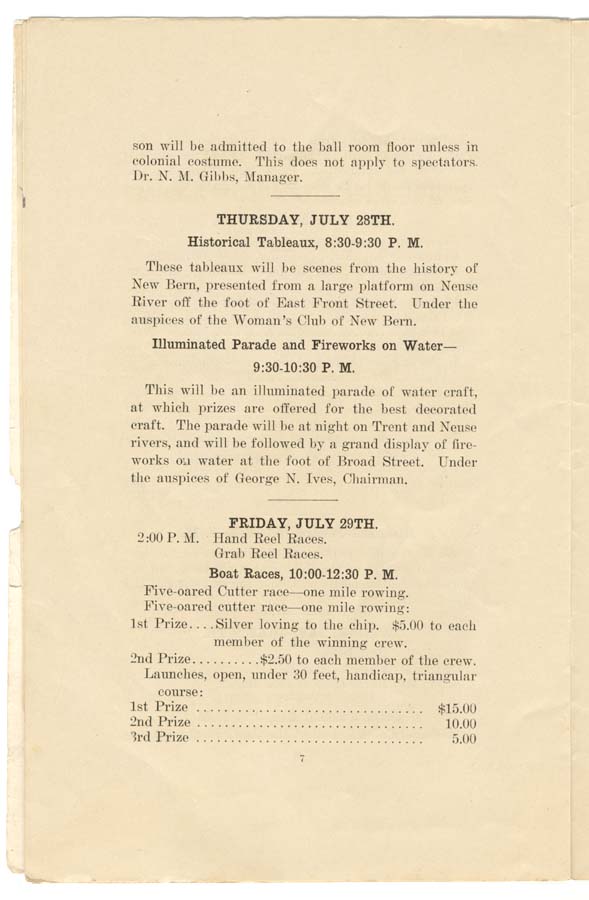 son will be admitted to the ball room floor unless in
colonial costume. This does not apply to spectators.
Dr. N. M. Gibbs, Manager.
THURSDAY, JULY 28TH.
Historical Tableaux, 8:30-9:30 P. M.
These tableaux will be scenes from the history of
New Bern, presented from a large platform on Neuse
River off the foot of East Front Street. Under the
auspices of the Woman's Club of New Bern.
Illuminated Parade and Fireworks on Water—
9:30-10:30 P. M.
This will be an illuminated parade of water craft,
at which prizes are offered for the best decorated
craft. The parade will be at night on Trent and Neuse
rivers, and will be followed by a grand display of fire-
works on water at the foot of Broad Street. Under
the auspices of George N. Ives, Chairman.
FRIDAY, JULY 29TH.
2:00 P. M. Hand Reel Races.
Grab Reel Races.
Boat Races, 10:00-12:30 P. M.
Five-oared Cutter race—one mile rowing.
Five-oared cutter race—one mile rowing:
1st Prize....Silver loving to the chip. $5.00 to each
member of the winning crew.
2nd Prize..........$2.50 to each member of the crew.
Launches, open, under 30 feet, handicap, triangular
course:
1st Prize .................................. $15.00
2nd Prize .................................. 10.00
3rd Prize .................................. 5.00
7